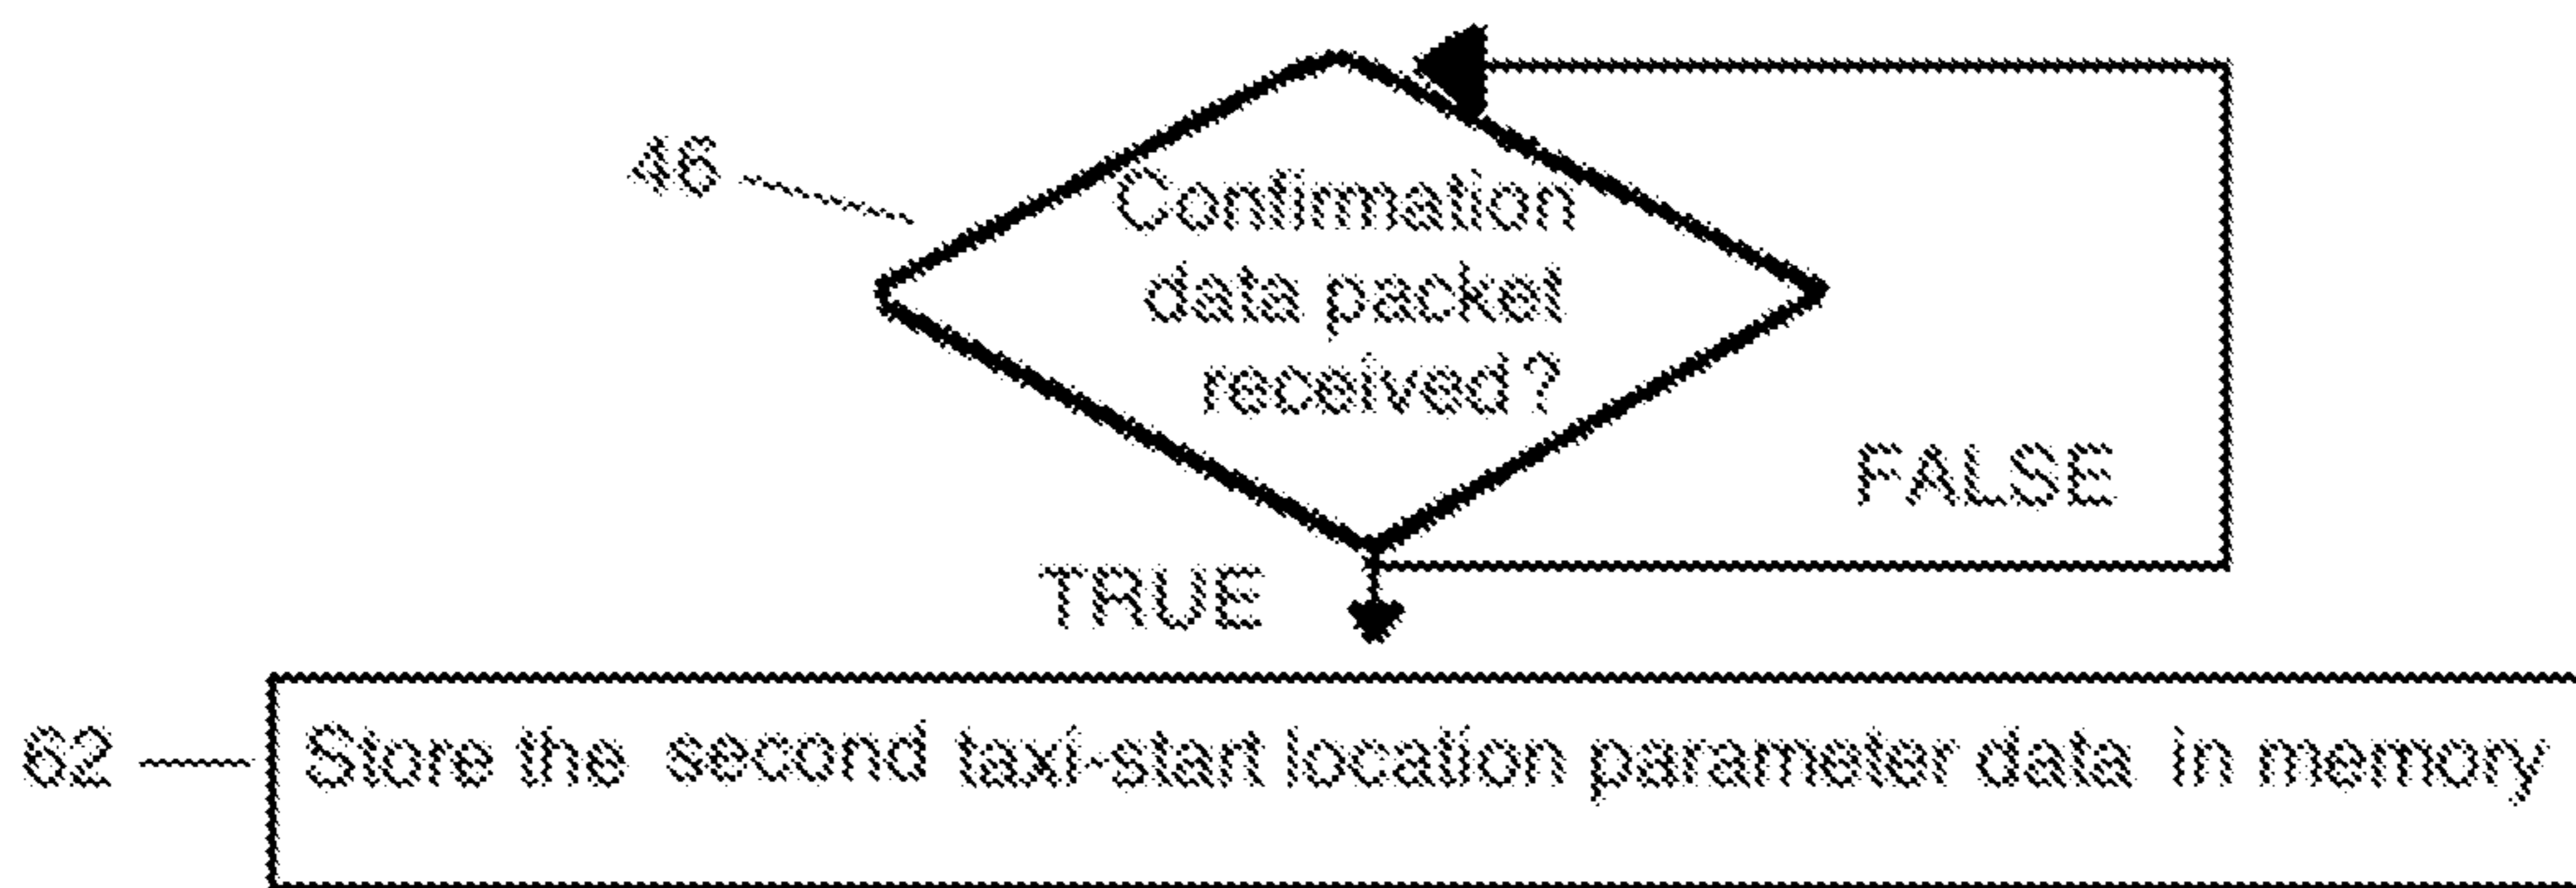 46
Confirmation
data packet
received?
FALSE
TRUE
62
Store the second taxi-start location parameter data in memory